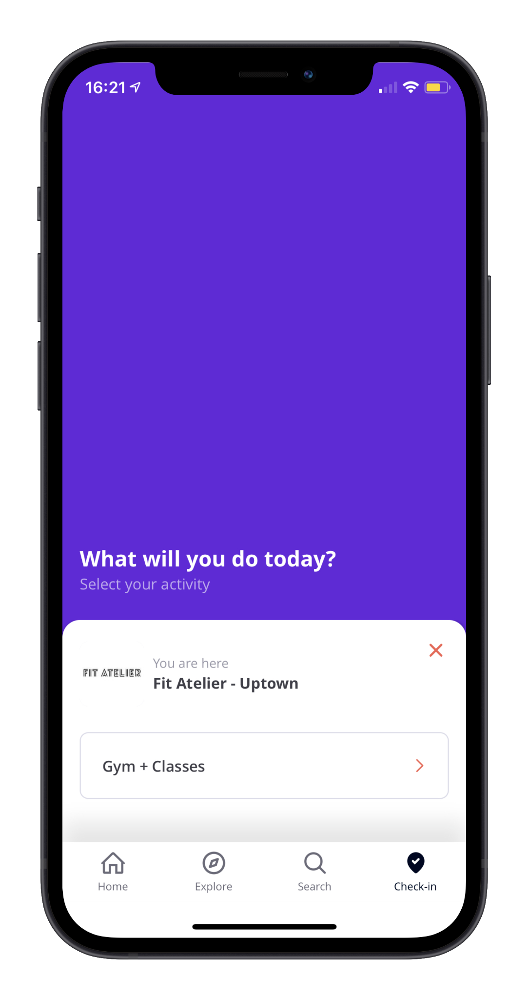 16:21
What will you do today?
Select your activity
FIT ATELIER
You are here
Fit Atelier - Uptown
Gym + Classes
Home
Explore
Search
Check-in